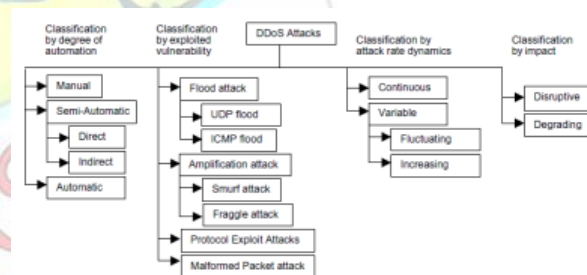 DDoS Attacks
Classification
by degree of
automation
Manual
Semi-Automatic
Direct
Indirect
Automatic
Classification
by exploited
vulnerability
Flood attack
UDP flood
ICMP flood
Amplification attack
Smurf attack
Fraggle attack
Protocol Exploit Attacks
Malformed Packet attack
Classification by
attack rate dynamics
Continuous
Variable
Fluctuating
Increasing
Classification
by impact
Disruptive
Degrading